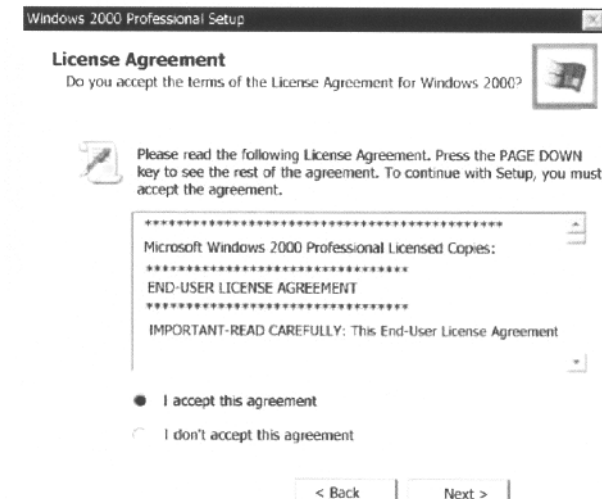 Windows 2000 Professional Setup
License Agreement
Do you accept the terms of the License Agreement for Windows 2000?
Please read the following License Agreement. Press the PAGE DOWN
key to see the rest of the agreement. To continue with Setup, you must
accept the agreement.
**********************************************
Microsoft Windows 2000 Professional Licensed Copies:
*********************************
END-USER LICENSE AGREEMENT
*********************************
IMPORTANT-READ CAREFULLY: This End-User License Agreement
I accept this agreement
I don't accept this agreement
< Back
Next >